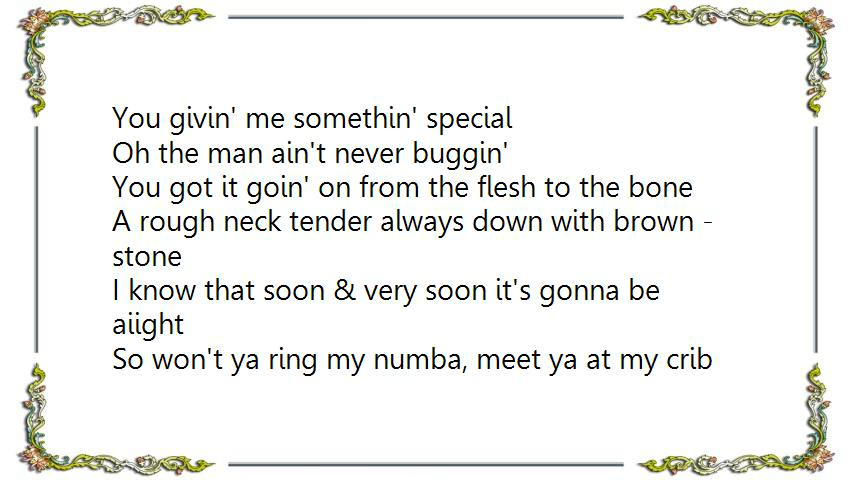 You givin' me somethin' special
Oh the man ain't never buggin'
You got it goin' on from the flesh to the bone
A rough neck tender always down with brown -
stone
I know that soon & very soon it's gonna be
aiight
So won't ya ring my numba, meet ya at my crib